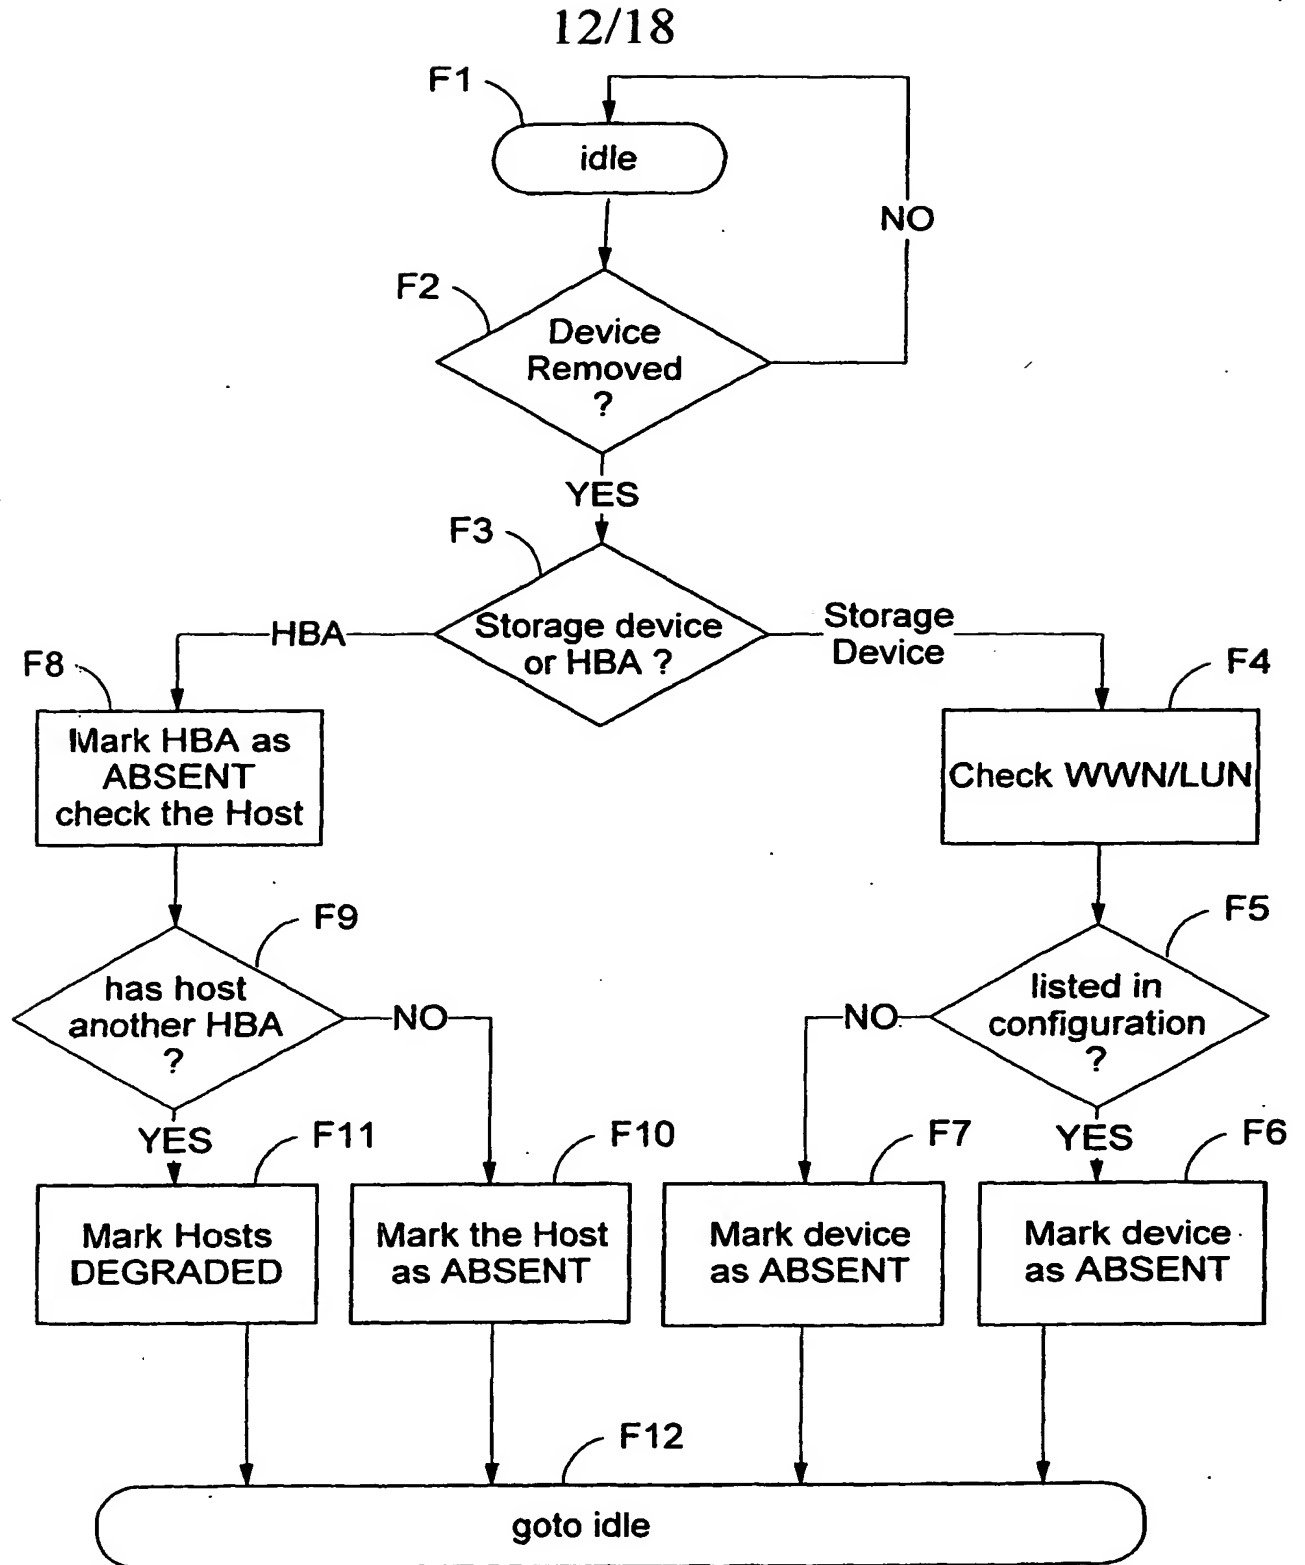 12/18
F1
idle
NO
F2
Device
Removed
?
YES
F3
Storage device
or HBA ?
HBA
Storage
Device
F8
Mark HBA as
ABSENT
check the Host
F4
Check WWN/LUN
F9
has host
another HBA
?
NO
YES
F5
listed in
configuration
?
NO
YES
F11
Mark Hosts
DEGRADED
F10
Mark the Host
as ABSENT
F7
Mark device
as ABSENT
F6
Mark device
as ABSENT
F12
goto idle